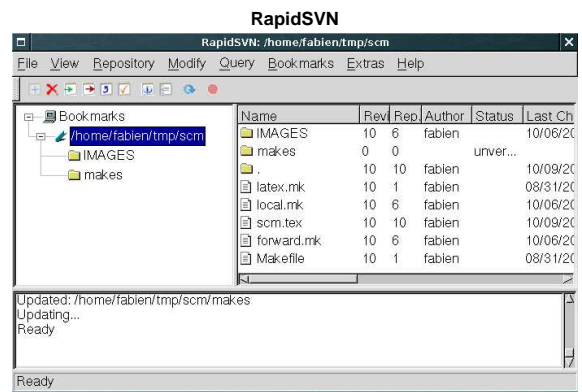 RapidSVN
RapidSVN: /home/fabien/tmp/scm
File View Repository Modify Query Bookmarks Extras Help
Bookmarks
/home/fabien/tmp/scm
IMAGES
makes
Name Revi Rep. Author Status Last Ch
IMAGES 10 6 fabien 10/06/20
makes 0 0 unver...
. 10 10 fabien 10/09/20
latex.mk 10 1 fabien 08/31/20
local.mk 10 6 fabien 10/06/20
scm.tex 10 10 fabien 10/09/20
forward.mk 10 6 fabien 10/06/20
Makefile 10 1 fabien 08/31/20
Updated: /home/fabien/tmp/scm/makes
Updating...
Ready
Ready